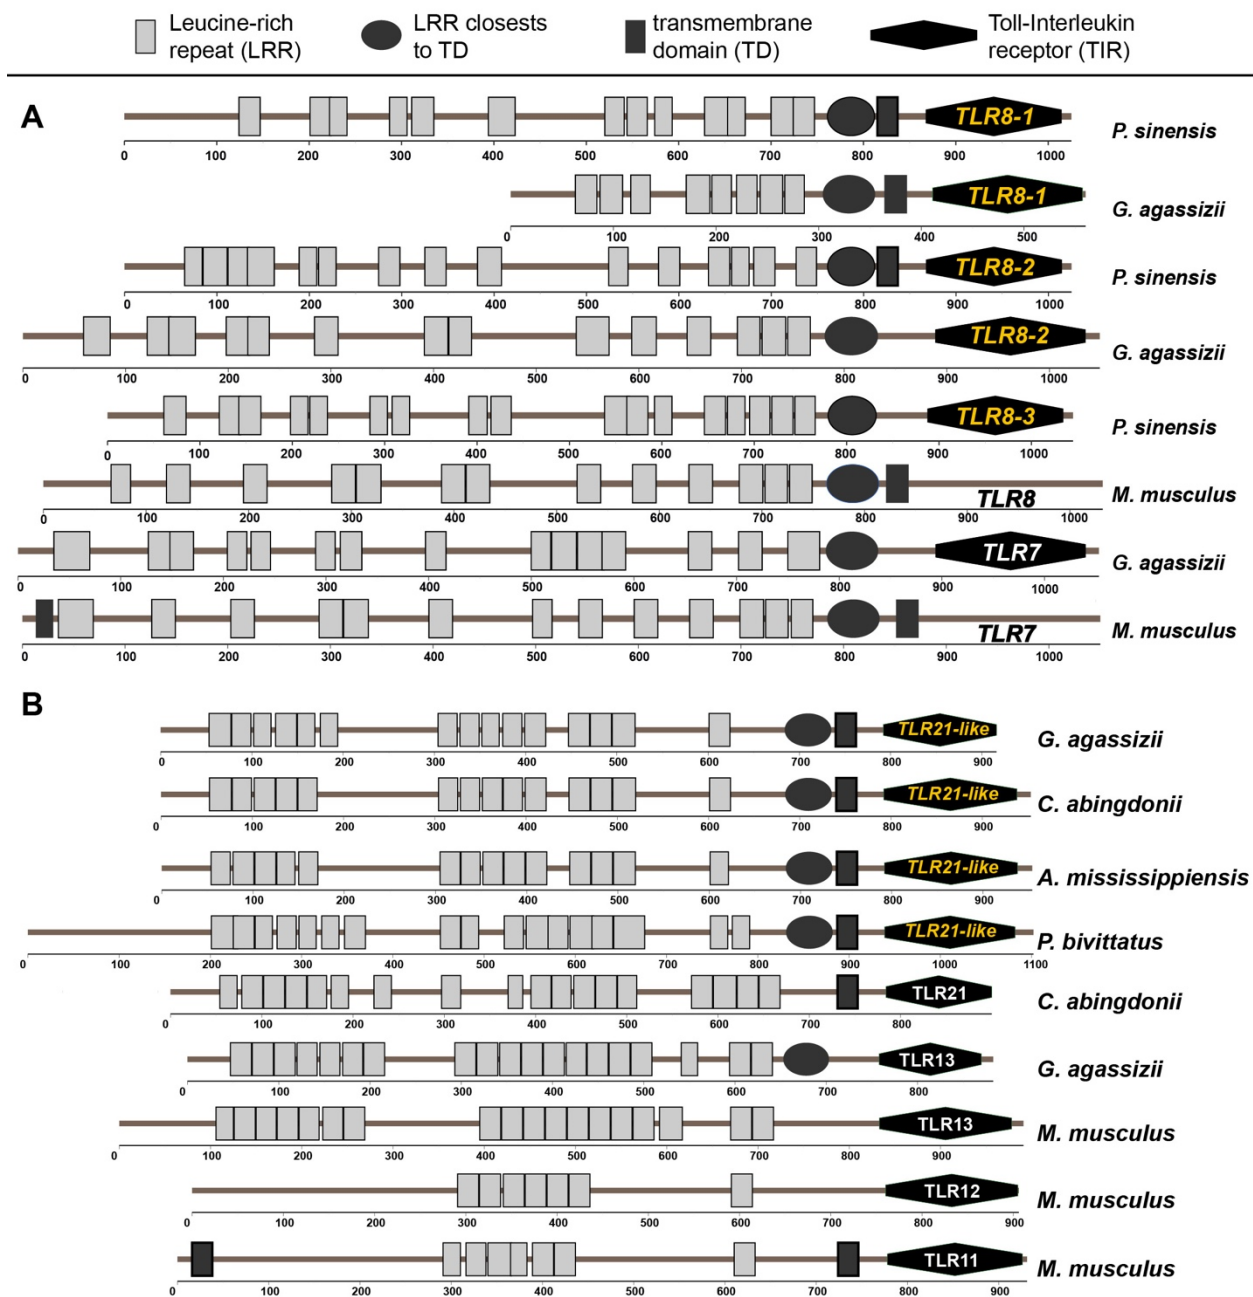 Leucine-rich
repeat (LRR)
LRR closests
to TD
transmembrane
domain (TD)
Toll-Interleukin
receptor (TIR)
A
TLR8-1
P. sinensis
0 100 200 300 400 500 600 700 800 900 1000
TLR8-1
G. agassizii
0 100 200 300 400 500
TLR8-2
P. sinensis
0 100 200 300 400 500 600 700 800 900 1000
TLR8-2
G. agassizii
0 100 200 300 400 500 600 700 800 900 1000
TLR8-3
P. sinensis
0 100 200 300 400 500 600 700 800 900 1000
TLR8
M. musculus
0 100 200 300 400 500 600 700 800 900 1000
TLR7
G. agassizii
0 100 200 300 400 500 600 700 800 900 1000
TLR7
M. musculus
0 100 200 300 400 500 600 700 800 900 1000
B
TLR21-like
G. agassizii
0 100 200 300 400 500 600 700 800 900
TLR21-like
C. abingdonii
0 100 200 300 400 500 600 700 800 900
TLR21-like
A. mississippiensis
0 100 200 300 400 500 600 700 800 900
TLR21-like
P. bivittatus
0 100 200 300 400 500 600 700 800 900 1000 1100
TLR21
C. abingdonii
0 100 200 300 400 500 600 700 800
TLR13
G. agassizii
0 100 200 300 400 500 600 700 800
TLR13
M. musculus
0 100 200 300 400 500 600 700 800 900
TLR12
M. musculus
0 100 200 300 400 500 600 700 800 900
TLR11
M. musculus
0 100 200 300 400 500 600 700 800 900